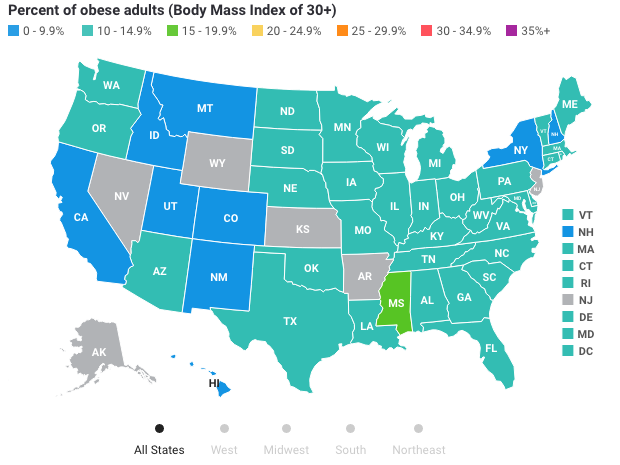 Percent of obese adults (Body Mass Index of 30+)
0 - 9.9% 10 - 14.9% 15 - 19.9% 20 - 24.9% 25 - 29.9% 30 - 34.9% 35%+
WA
ME
MT
ND
OR
MN
VT
NH
ID
SD
WI
NY
MA
WY
MI
CT
IA
PA
NJ
NE
NV
OH
MD
UT
IL
IN
CA
CO
WV
VA
KS
MO
KY
NC
TN
AZ
OK
NM
AR
SC
MS
AL
GA
TX
LA
FL
AK
HI
VT
NH
MA
CT
RI
NJ
DE
MD
DC
All States West Midwest South Northeast